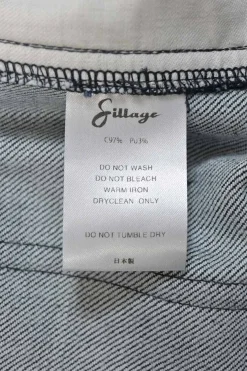 Sillage
C97% Pu3%
DO NOT WASH
DO NOT BLEACH
WARM IRON
DRYCLEAN ONLY
DO NOT TUMBLE DRY
日本製